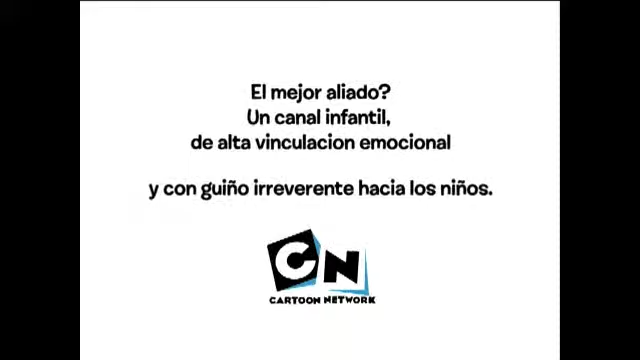 El mejor aliado?
Un canal infantil,
de alta vinculacion emocional
y con guiño irreverente hacia los niños.
CN
CARTOON NETWORK